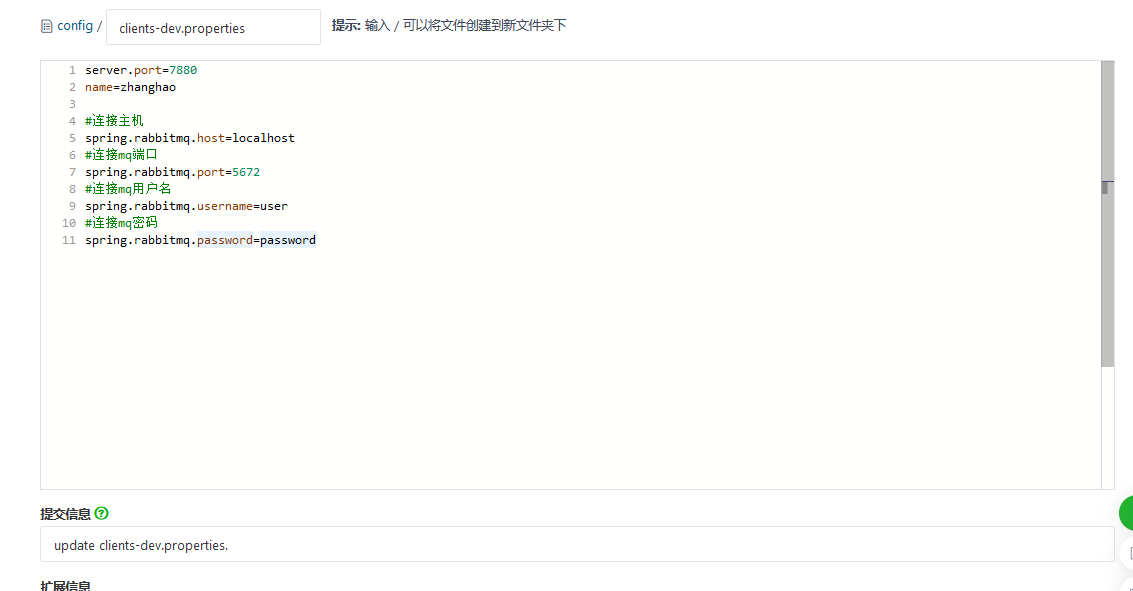 config / clients-dev.properties 提示: 输入 / 可以将文件创建到新文件夹下
1 server.port=7880
2 name=zhanghao
3
4 #连接主机
5 spring.rabbitmq.host=localhost
6 #连接mq端口
7 spring.rabbitmq.port=5672
8 #连接mq用户名
9 spring.rabbitmq.username=user
10 #连接mq密码
11 spring.rabbitmq.password=password
提交信息 ?
update clients-dev.properties.
扩展信息